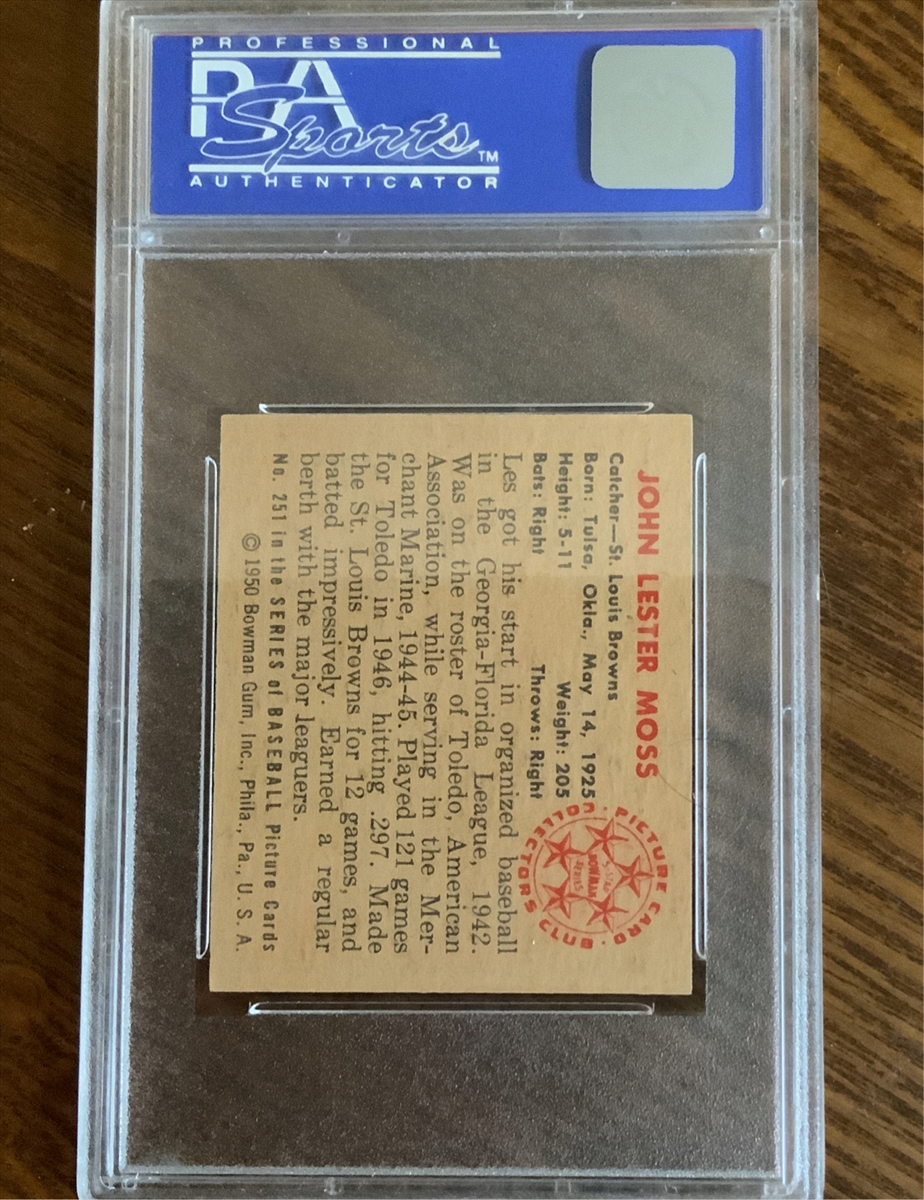 PROFESSIONAL
PSA
Sports™
AUTHENTICATOR
JOHN LESTER MOSS
Catcher—St. Louis Browns
Born: Tulsa, Okla., May 14, 1925
Height: 5-11 Weight: 205
Bats: Right Throws: Right
PICTURE CARD · COLLECTORS CLUB ·
5-STAR
BOWMAN
SERIES
Les got his start in organized baseball
in the Georgia-Florida League, 1942.
Was on the roster of Toledo, American
Association, while serving in the Mer-
chant Marine, 1944-45. Played 121 games
for Toledo in 1946, hitting .297. Made
the St. Louis Browns for 12 games, and
batted impressively. Earned a regular
berth with the major leaguers.
No. 251 in the SERIES of BASEBALL Picture Cards
© 1950 Bowman Gum, Inc., Phila., Pa., U. S. A.